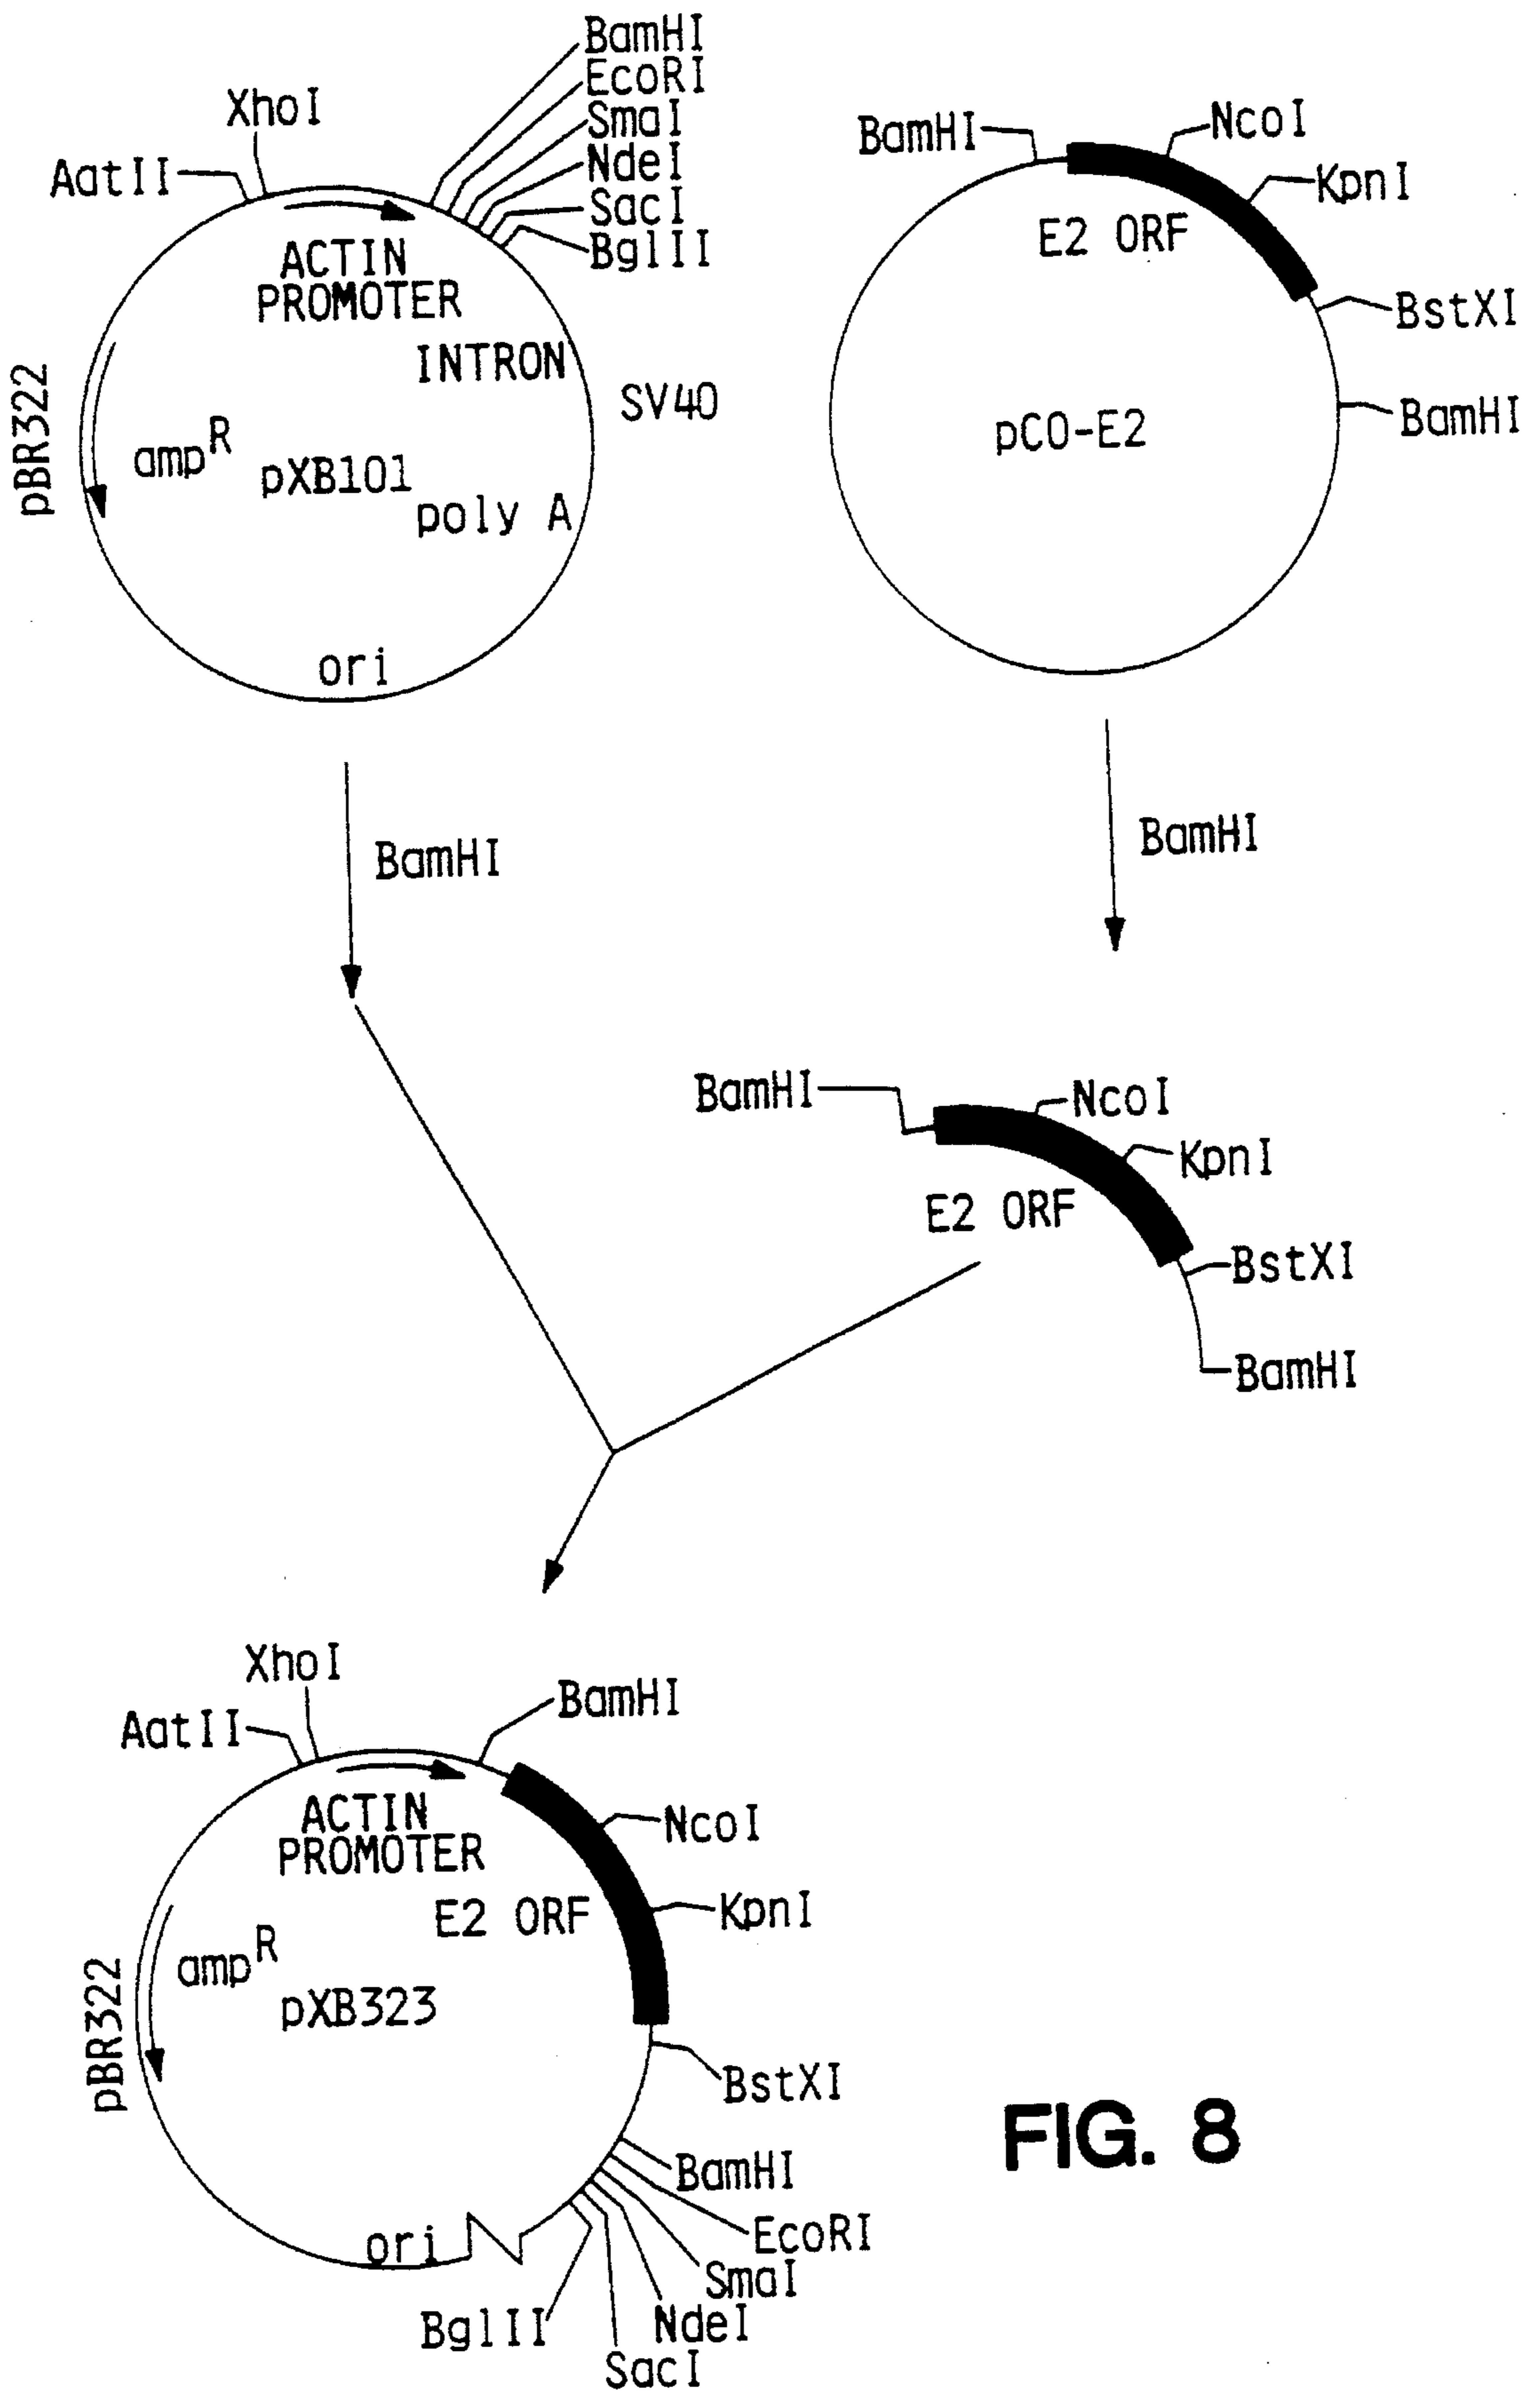 BamHI
EcoRI
SmaI
NdeI
SacI
BglII
XhoI
AatII
ACTIN
PROMOTER
INTRON
SV40
pBR322
ampR
pXB101
poly A
ori
BamHI
NcoI
KpnI
E2 ORF
BstXI
BamHI
pCO-E2
BamHI
BamHI
BamHI
NcoI
KpnI
E2 ORF
BstXI
BamHI
XhoI
AatII
BamHI
ACTIN
PROMOTER
NcoI
E2 ORF
KpnI
ampR
pBR322
pXB323
BstXI
BamHI
EcoRI
SmaI
NdeI
SacI
BglII
ori
FIG. 8